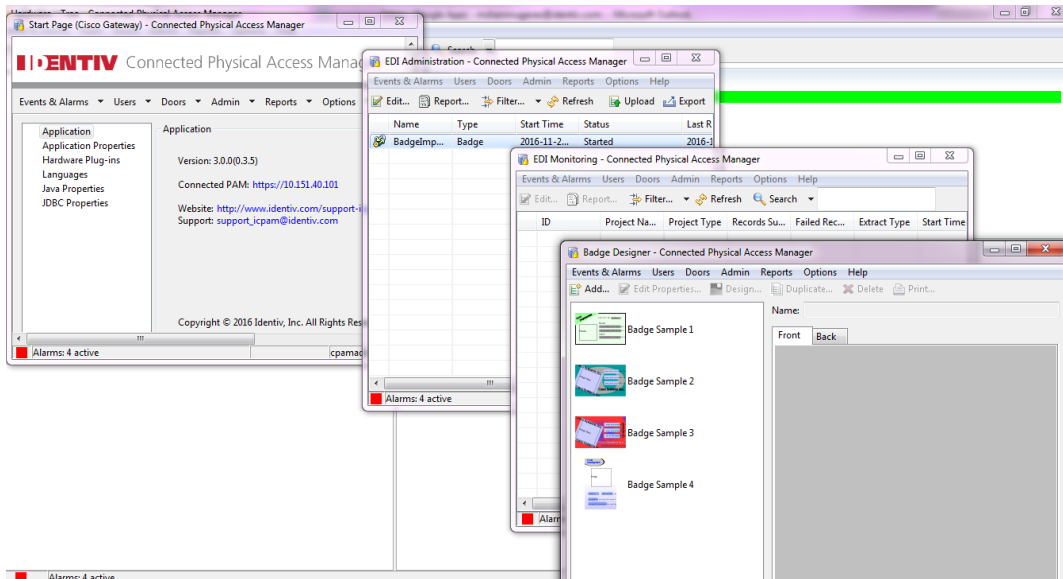 Hardware Tree - Connected Physical Access Manager
Microsoft Outlook
Start Page (Cisco Gateway) - Connected Physical Access Manager
IDENTIV Connected Physical Access Manag
Events & Alarms Users Doors Admin Reports Options
Application
Application Properties
Hardware Plug-ins
Languages
Java Properties
JDBC Properties
Application
Version: 3.0.0(0.3.5)
Connected PAM: https://10.151.40.101
Website: http://www.identiv.com/support-i
Support: support_icpam@identiv.com
Copyright © 2016 Identiv, Inc. All Rights Res
Alarms: 4 active
cpamad
Search
EDI Administration - Connected Physical Access Manager
Events & Alarms Users Doors Admin Reports Options Help
Edit... Report... Filter... Refresh Upload Export
Name Type Start Time Status Last R
BadgeImp... Badge 2016-11-2... Started 2016-1
Alarms: 4 active
EDI Monitoring - Connected Physical Access Manager
Events & Alarms Users Doors Admin Reports Options Help
Edit... Report... Filter... Refresh Search
ID Project Na... Project Type Records Su... Failed Rec... Extract Type Start Time
Alarr
Badge Designer - Connected Physical Access Manager
Events & Alarms Users Doors Admin Reports Options Help
Add... Edit Properties... Design... Duplicate... Delete Print...
Badge Sample 1
Badge Sample 2
Badge Sample 3
Badge Sample 4
Name:
Front Back
Alarms: 4 active